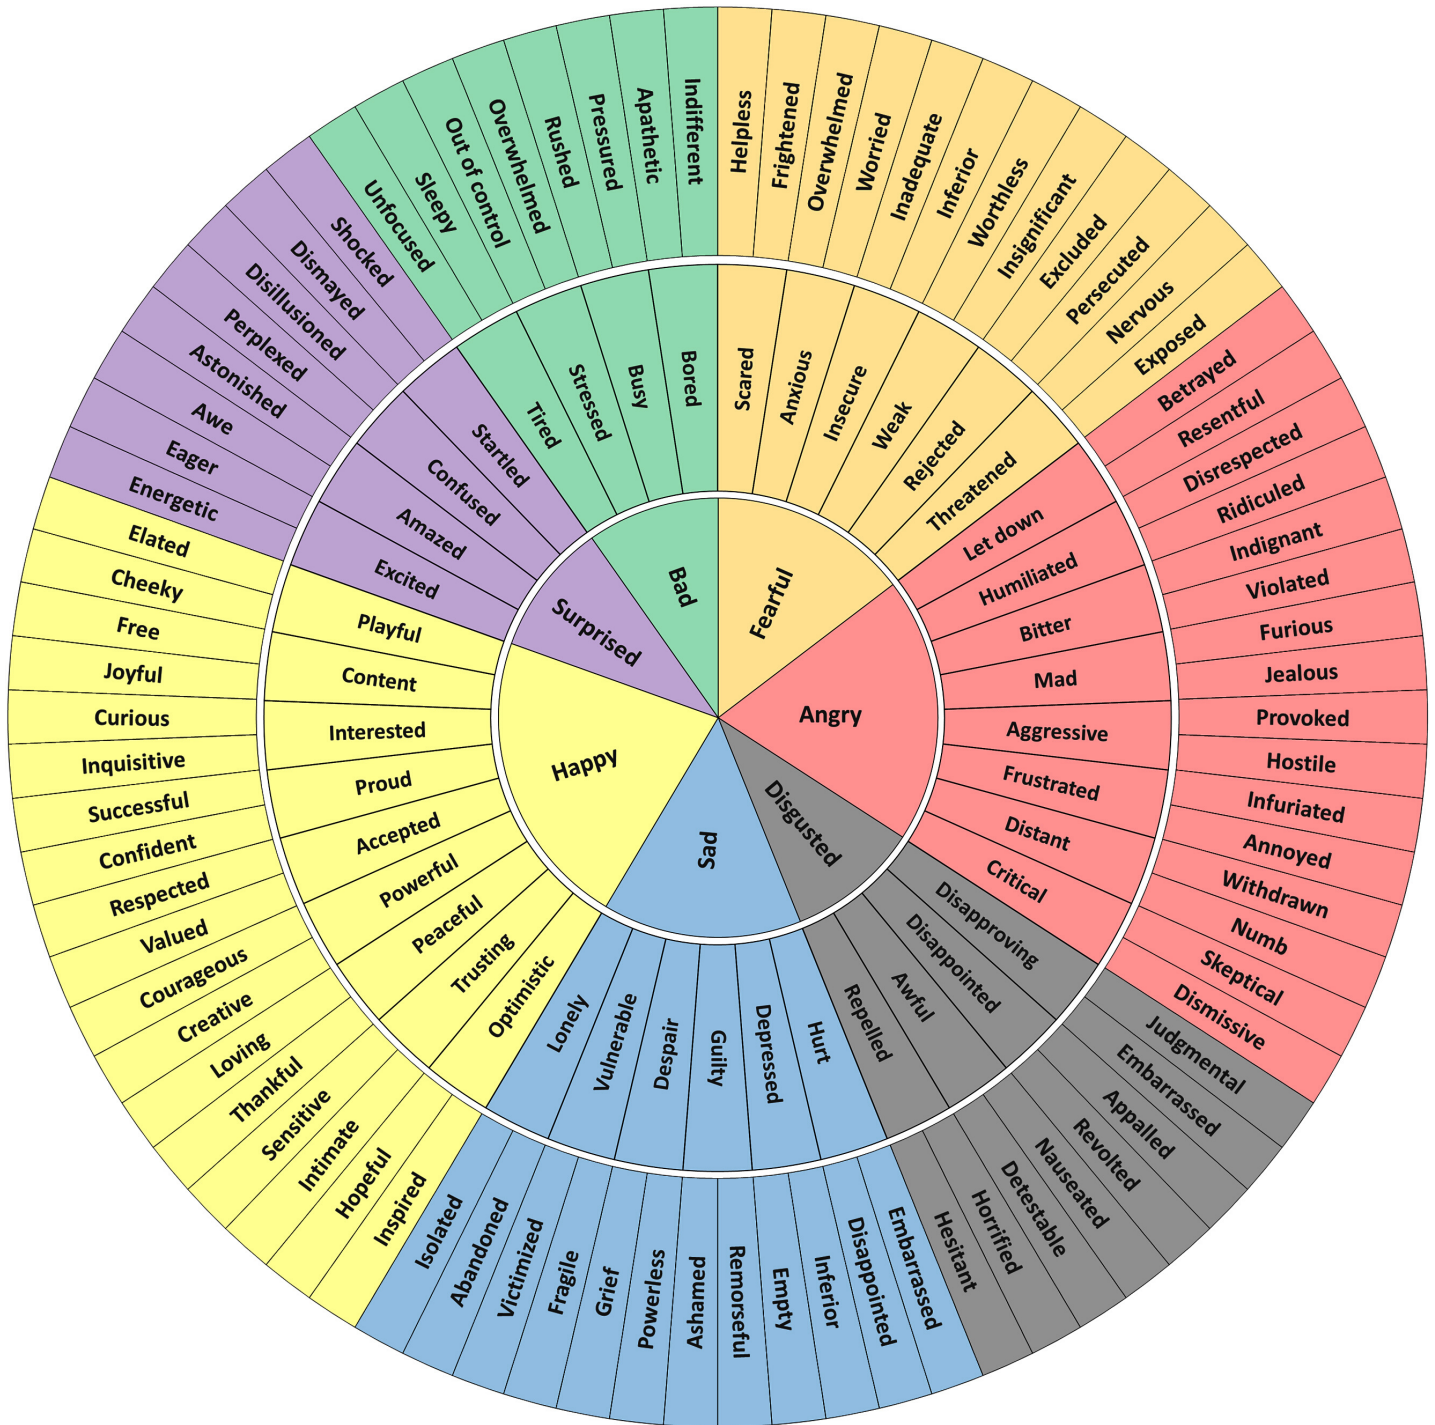 Fearful
Angry
Disgusted
Sad
Happy
Surprised
Bad
Scared
Anxious
Insecure
Weak
Rejected
Threatened
Let down
Humiliated
Bitter
Mad
Aggressive
Frustrated
Distant
Critical
Disapproving
Disappointed
Awful
Repelled
Hurt
Depressed
Guilty
Despair
Vulnerable
Lonely
Optimistic
Trusting
Peaceful
Powerful
Accepted
Proud
Interested
Content
Playful
Excited
Amazed
Confused
Startled
Tired
Stressed
Busy
Bored
Helpless
Frightened
Overwhelmed
Worried
Inadequate
Inferior
Worthless
Insignificant
Excluded
Persecuted
Nervous
Exposed
Betrayed
Resentful
Disrespected
Ridiculed
Indignant
Violated
Furious
Jealous
Provoked
Hostile
Infuriated
Annoyed
Withdrawn
Numb
Skeptical
Dismissive
Judgmental
Embarrassed
Appalled
Revolted
Nauseated
Detestable
Horrified
Hesitant
Embarrassed
Disappointed
Inferior
Empty
Remorseful
Ashamed
Powerless
Grief
Fragile
Victimized
Abandoned
Isolated
Inspired
Hopeful
Intimate
Sensitive
Thankful
Loving
Creative
Courageous
Valued
Respected
Confident
Successful
Inquisitive
Curious
Joyful
Free
Cheeky
Elated
Energetic
Eager
Awe
Astonished
Perplexed
Disillusioned
Dismayed
Shocked
Unfocused
Sleepy
Out of control
Overwhelmed
Rushed
Pressured
Apathetic
Indifferent